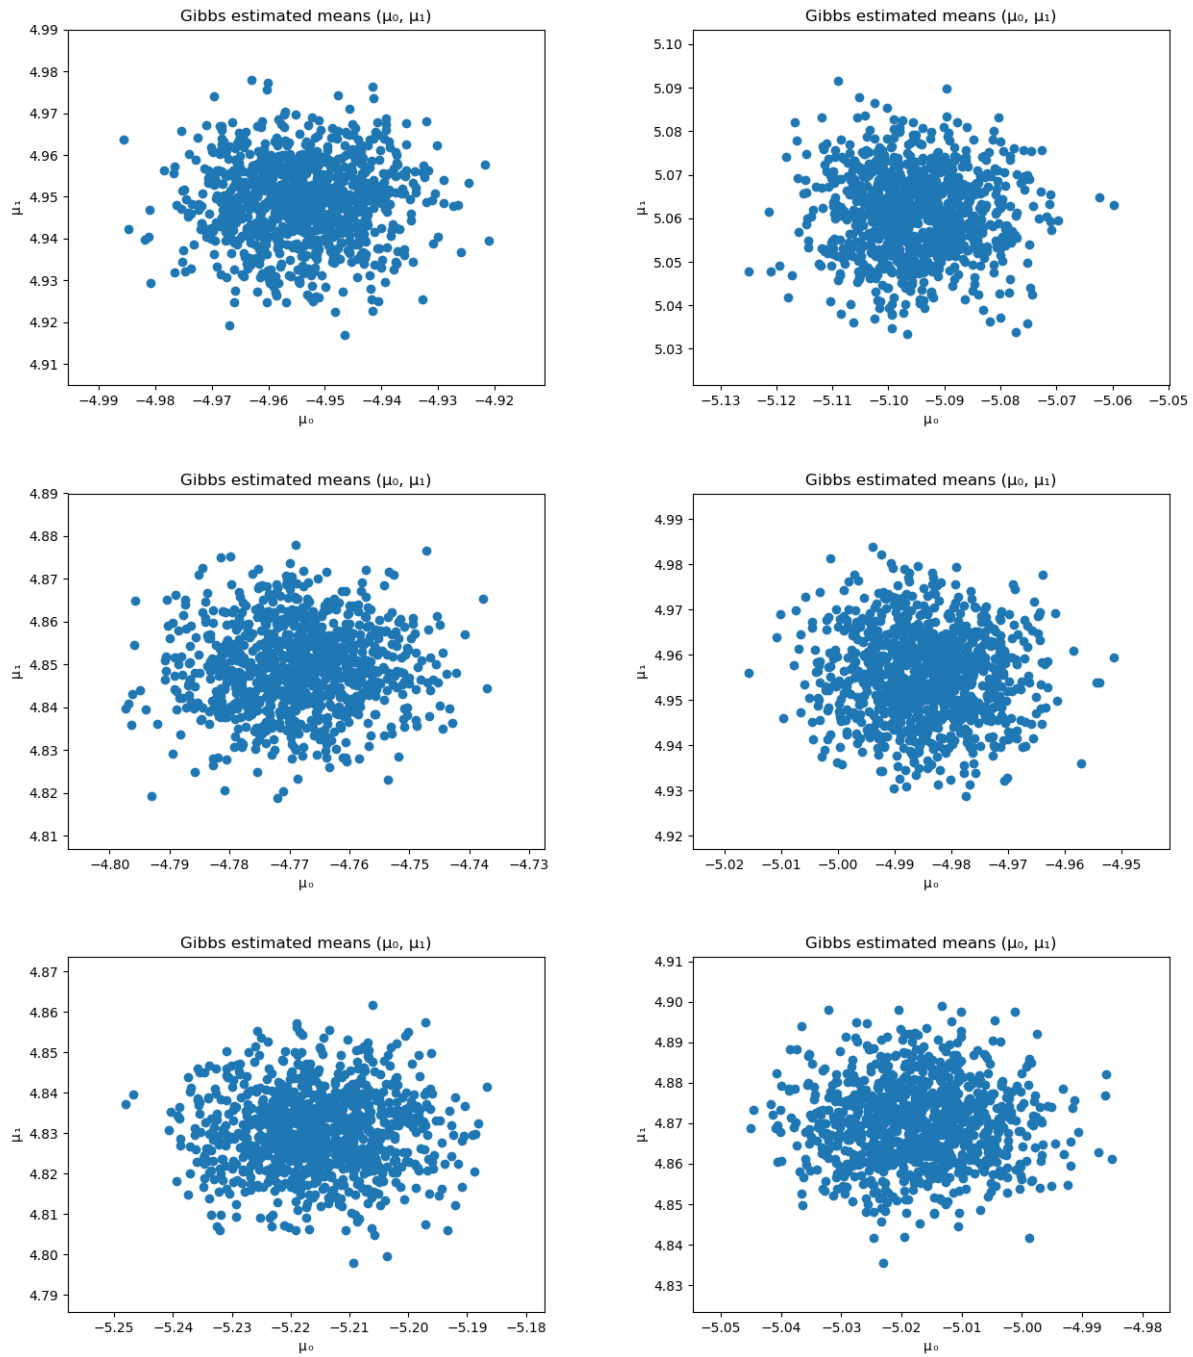 Gibbs estimated means (μ₀, μ₁)
4.99
4.98
4.97
4.96
4.95
4.94
4.93
4.92
4.91
μ₁
−4.99 −4.98 −4.97 −4.96 −4.95 −4.94 −4.93 −4.92
μ₀
Gibbs estimated means (μ₀, μ₁)
5.10
5.09
5.08
5.07
5.06
5.05
5.04
5.03
μ₁
−5.13 −5.12 −5.11 −5.10 −5.09 −5.08 −5.07 −5.06 −5.05
μ₀
Gibbs estimated means (μ₀, μ₁)
4.89
4.88
4.87
4.86
4.85
4.84
4.83
4.82
4.81
μ₁
−4.80 −4.79 −4.78 −4.77 −4.76 −4.75 −4.74 −4.73
μ₀
Gibbs estimated means (μ₀, μ₁)
4.99
4.98
4.97
4.96
4.95
4.94
4.93
4.92
μ₁
−5.02 −5.01 −5.00 −4.99 −4.98 −4.97 −4.96 −4.95
μ₀
Gibbs estimated means (μ₀, μ₁)
4.87
4.86
4.85
4.84
4.83
4.82
4.81
4.80
4.79
μ₁
−5.25 −5.24 −5.23 −5.22 −5.21 −5.20 −5.19 −5.18
μ₀
Gibbs estimated means (μ₀, μ₁)
4.91
4.90
4.89
4.88
4.87
4.86
4.85
4.84
4.83
μ₁
−5.05 −5.04 −5.03 −5.02 −5.01 −5.00 −4.99 −4.98
μ₀